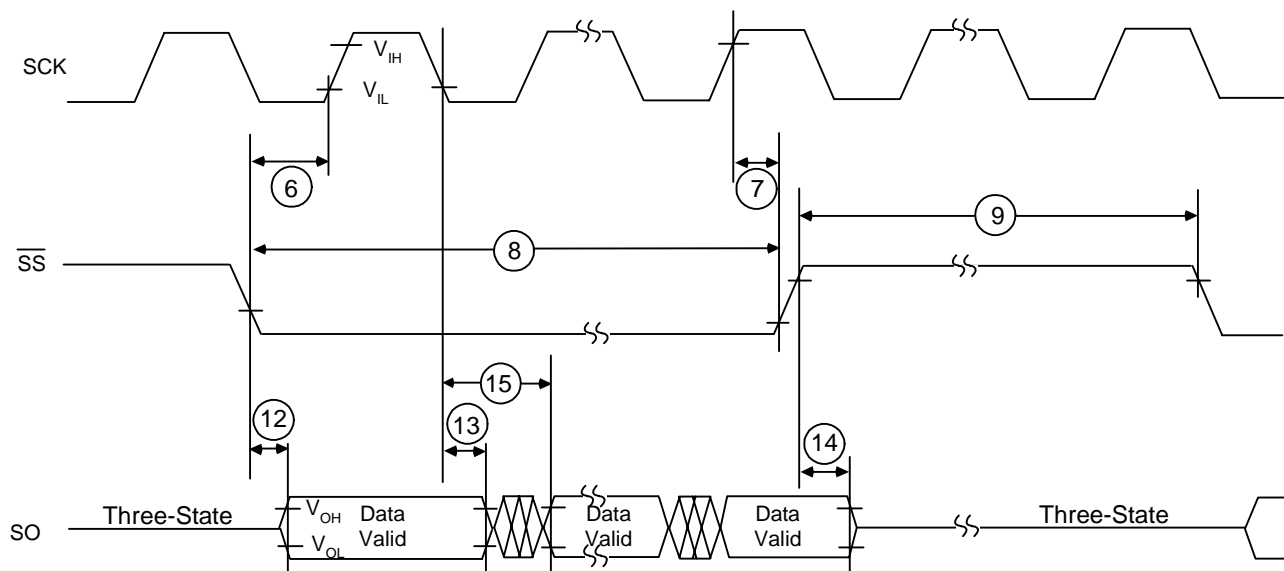 SCK
V_IH
V_IL
6
7
9
8
S̅S̅
15
12
13
14
SO
Three-State
V_OH
V_OL
Data
Valid
Data
Valid
Data
Valid
Three-State